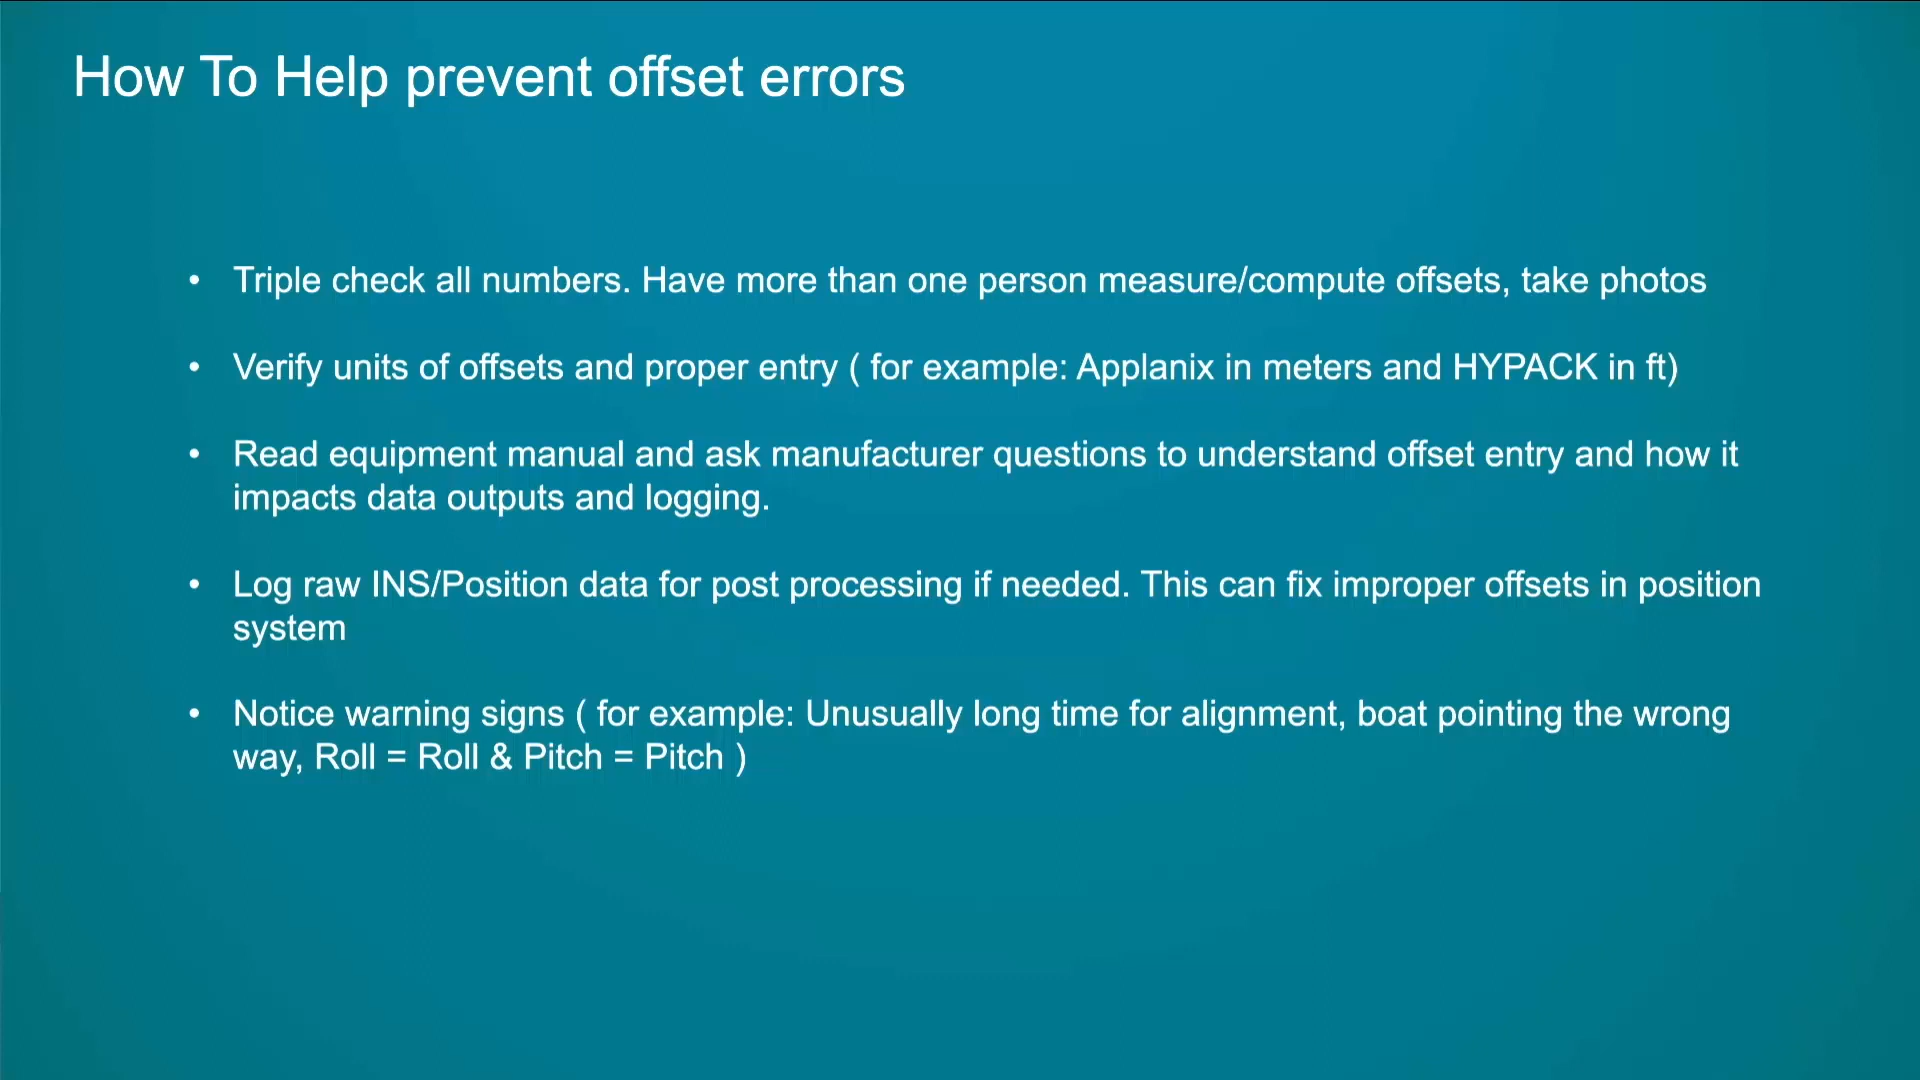 How To Help prevent offset errors
• Triple check all numbers. Have more than one person measure/compute offsets, take photos
• Verify units of offsets and proper entry ( for example: Applanix in meters and HYPACK in ft)
• Read equipment manual and ask manufacturer questions to understand offset entry and how it
impacts data outputs and logging.
• Log raw INS/Position data for post processing if needed. This can fix improper offsets in position
system
• Notice warning signs ( for example: Unusually long time for alignment, boat pointing the wrong
way, Roll = Roll & Pitch = Pitch )